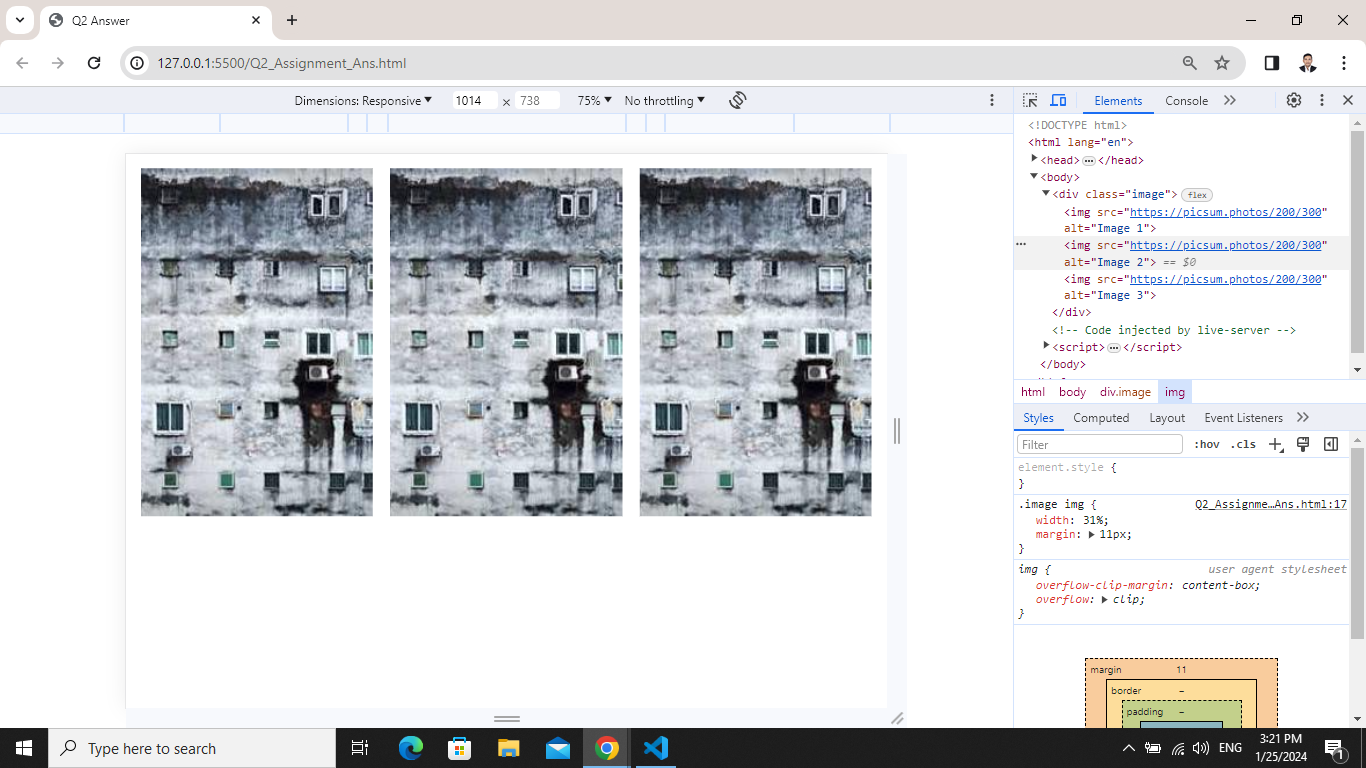 Q2 Answer
127.0.0.1:5500/Q2_Assignment_Ans.html
Dimensions: Responsive 1014 x 738 75% No throttling
Elements Console
<!DOCTYPE html>
<html lang="en">
<head> … </head>
<body>
<div class="image"> flex
<img src="https://picsum.photos/200/300"
alt="Image 1">
<img src="https://picsum.photos/200/300"
alt="Image 2"> == $0
<img src="https://picsum.photos/200/300"
alt="Image 3">
</div>
<!-- Code injected by live-server -->
<script> … </script>
</body>
html body div.image img
Styles Computed Layout Event Listeners
Filter :hov .cls
element.style {
}
.image img { Q2_Assignme…Ans.html:17
width: 31%;
margin: 11px;
}
img { user agent stylesheet
overflow-clip-margin: content-box;
overflow: clip;
}
margin 11
border –
padding –
Type here to search
ENG
3:21 PM
1/25/2024
1